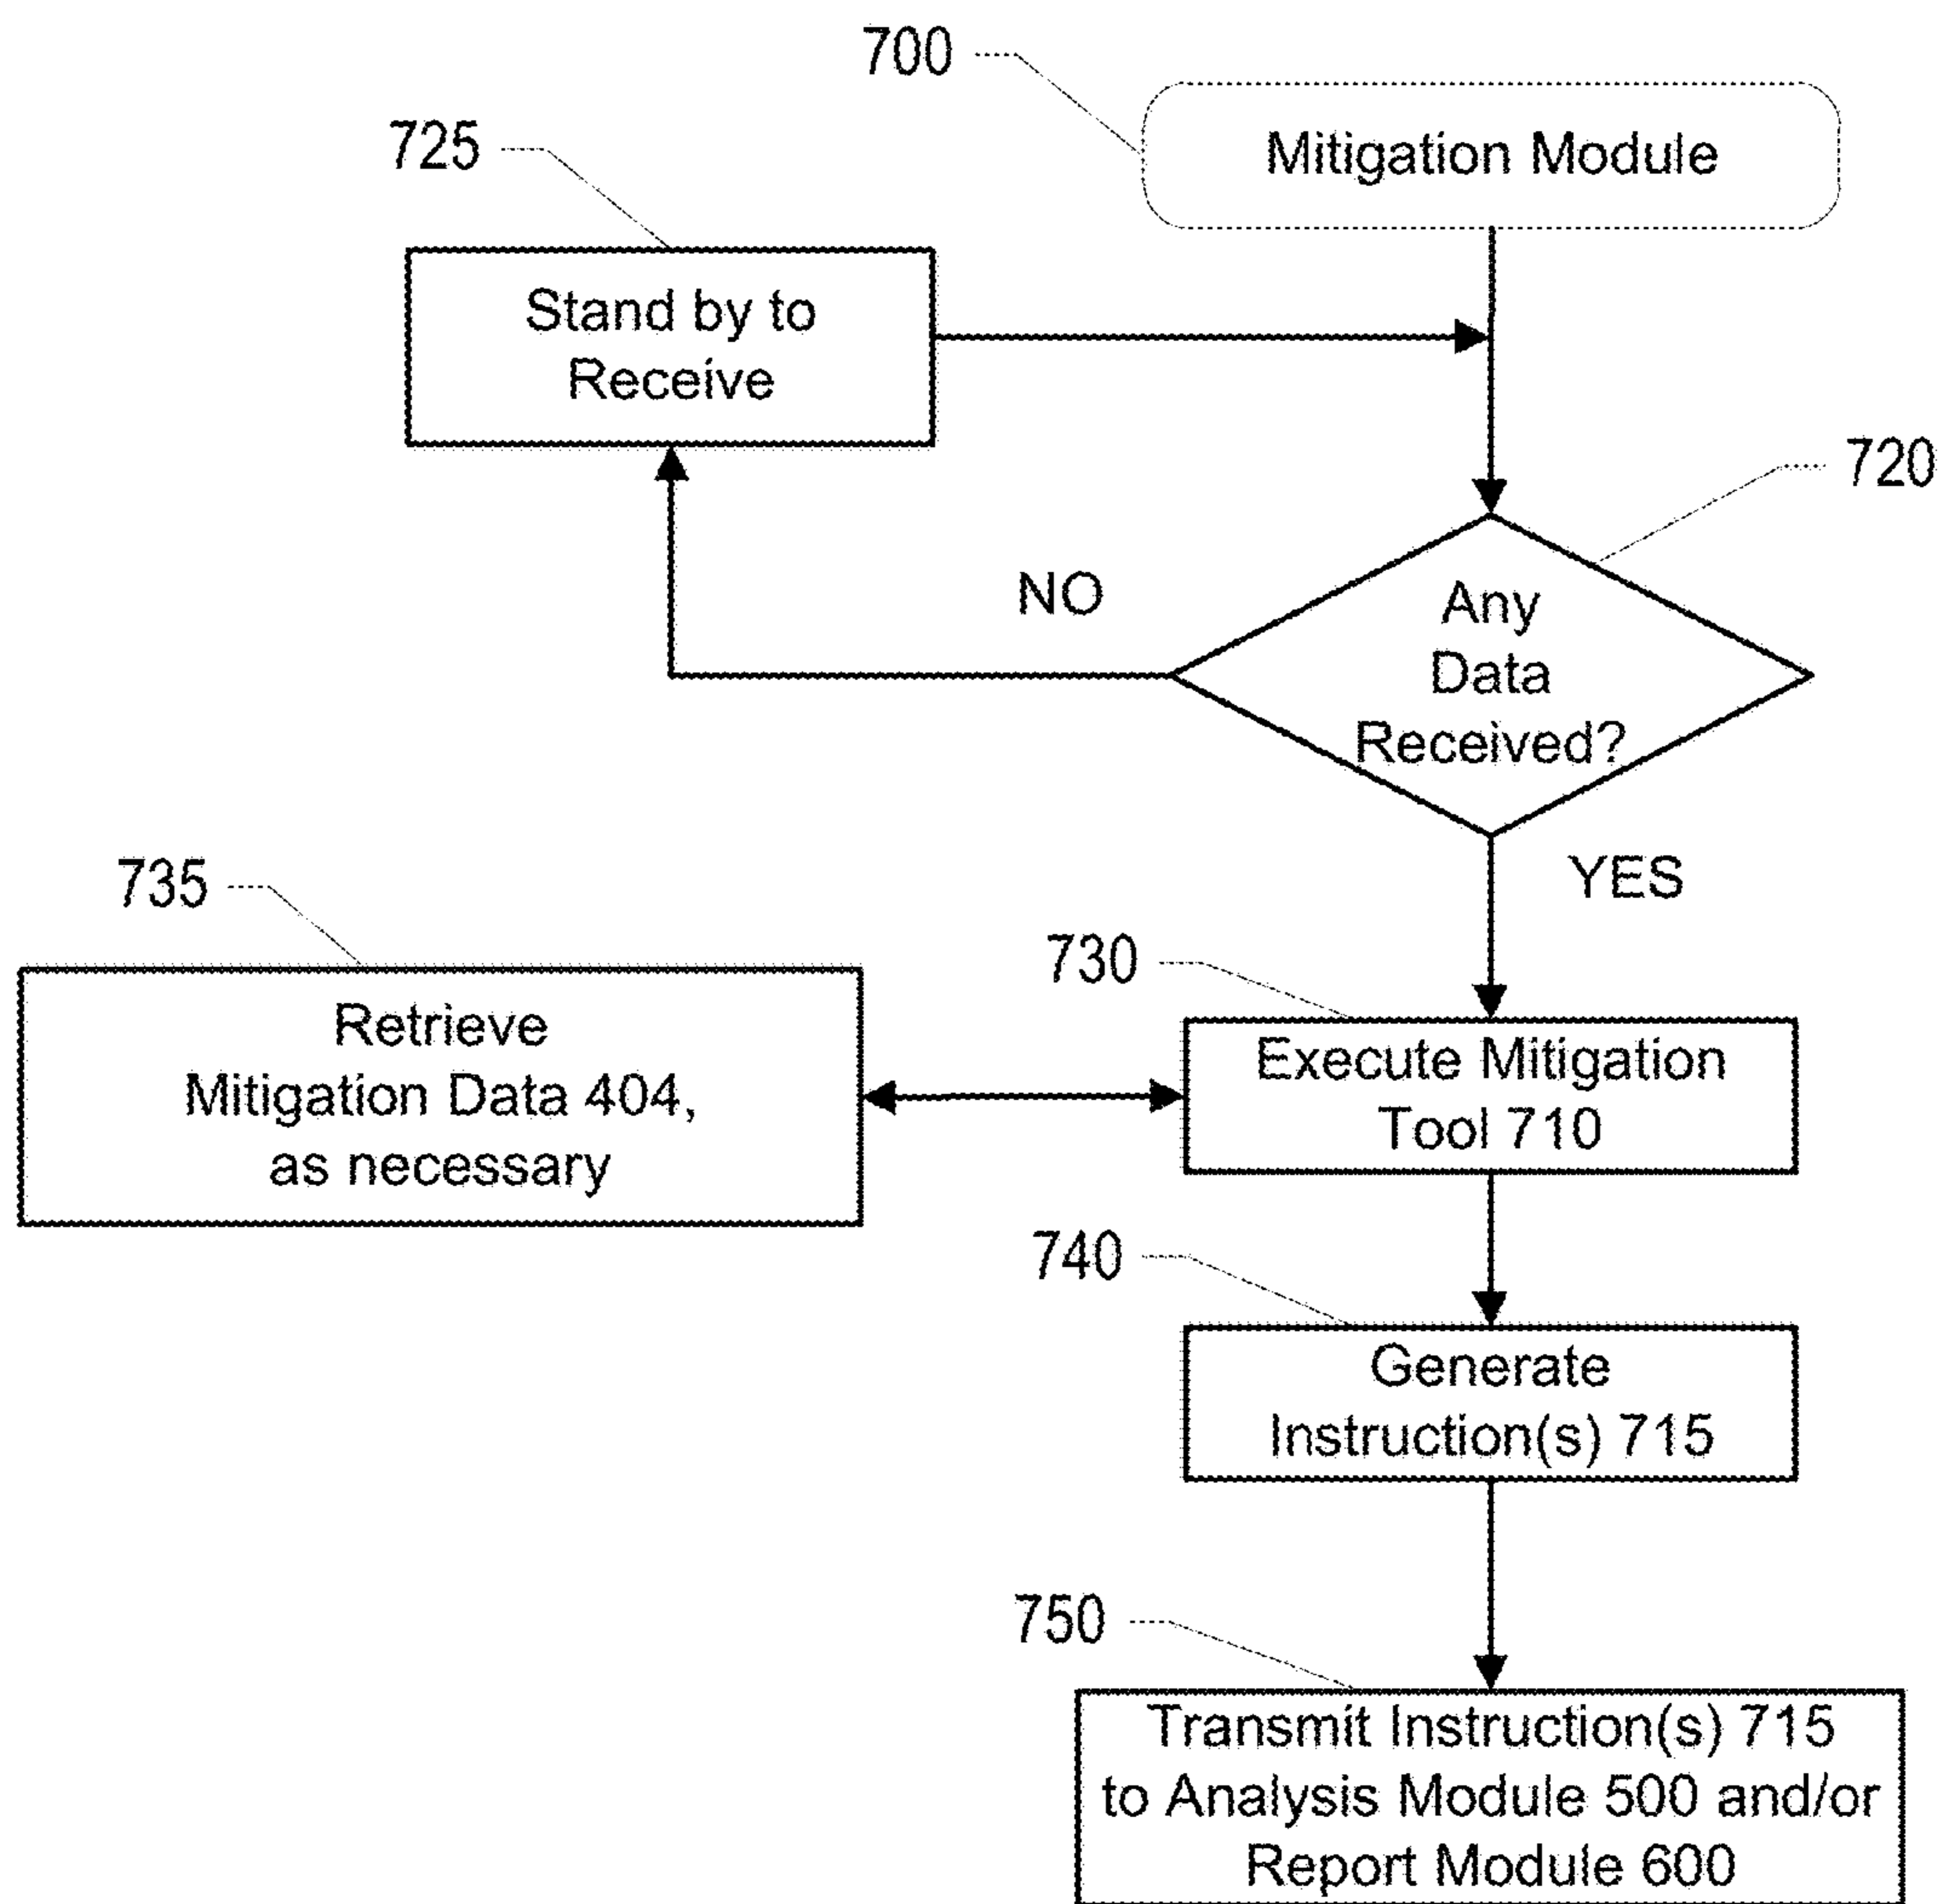 700
Mitigation Module
725
Stand by to
Receive
720
NO
Any
Data
Received?
YES
735
Retrieve
Mitigation Data 404,
as necessary
730
Execute Mitigation
Tool 710
740
Generate
Instruction(s) 715
750
Transmit Instruction(s) 715
to Analysis Module 500 and/or
Report Module 600